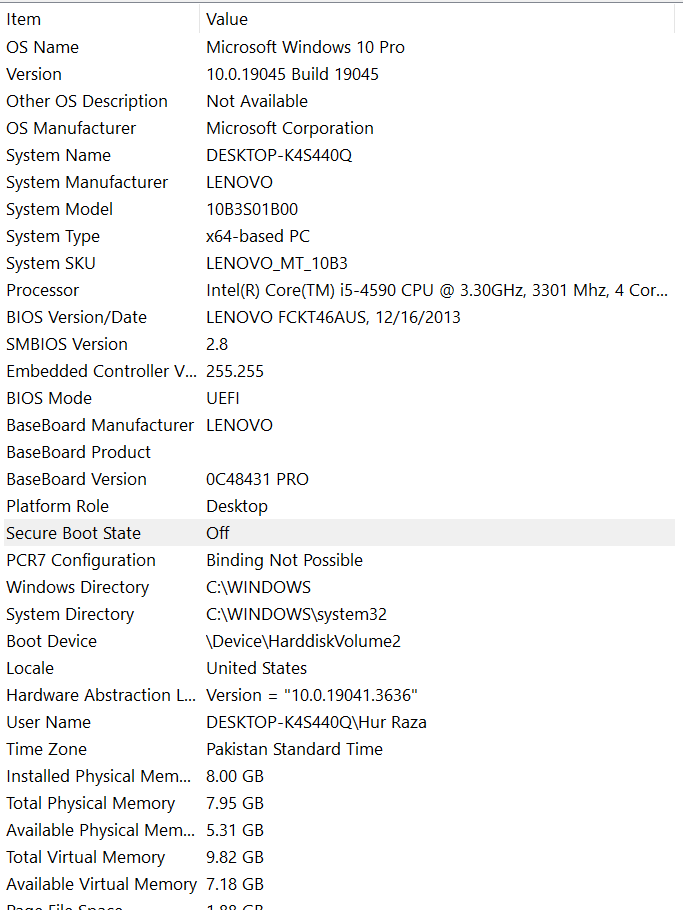 Item Value
OS Name Microsoft Windows 10 Pro
Version 10.0.19045 Build 19045
Other OS Description Not Available
OS Manufacturer Microsoft Corporation
System Name DESKTOP-K4S440Q
System Manufacturer LENOVO
System Model 10B3S01B00
System Type x64-based PC
System SKU LENOVO_MT_10B3
Processor Intel(R) Core(TM) i5-4590 CPU @ 3.30GHz, 3301 Mhz, 4 Cor...
BIOS Version/Date LENOVO FCKT46AUS, 12/16/2013
SMBIOS Version 2.8
Embedded Controller V... 255.255
BIOS Mode UEFI
BaseBoard Manufacturer LENOVO
BaseBoard Product
BaseBoard Version 0C48431 PRO
Platform Role Desktop
Secure Boot State Off
PCR7 Configuration Binding Not Possible
Windows Directory C:\WINDOWS
System Directory C:\WINDOWS\system32
Boot Device \Device\HarddiskVolume2
Locale United States
Hardware Abstraction L... Version = "10.0.19041.3636"
User Name DESKTOP-K4S440Q\Hur Raza
Time Zone Pakistan Standard Time
Installed Physical Mem... 8.00 GB
Total Physical Memory 7.95 GB
Available Physical Mem... 5.31 GB
Total Virtual Memory 9.82 GB
Available Virtual Memory 7.18 GB
Page File Space 1.88 GB